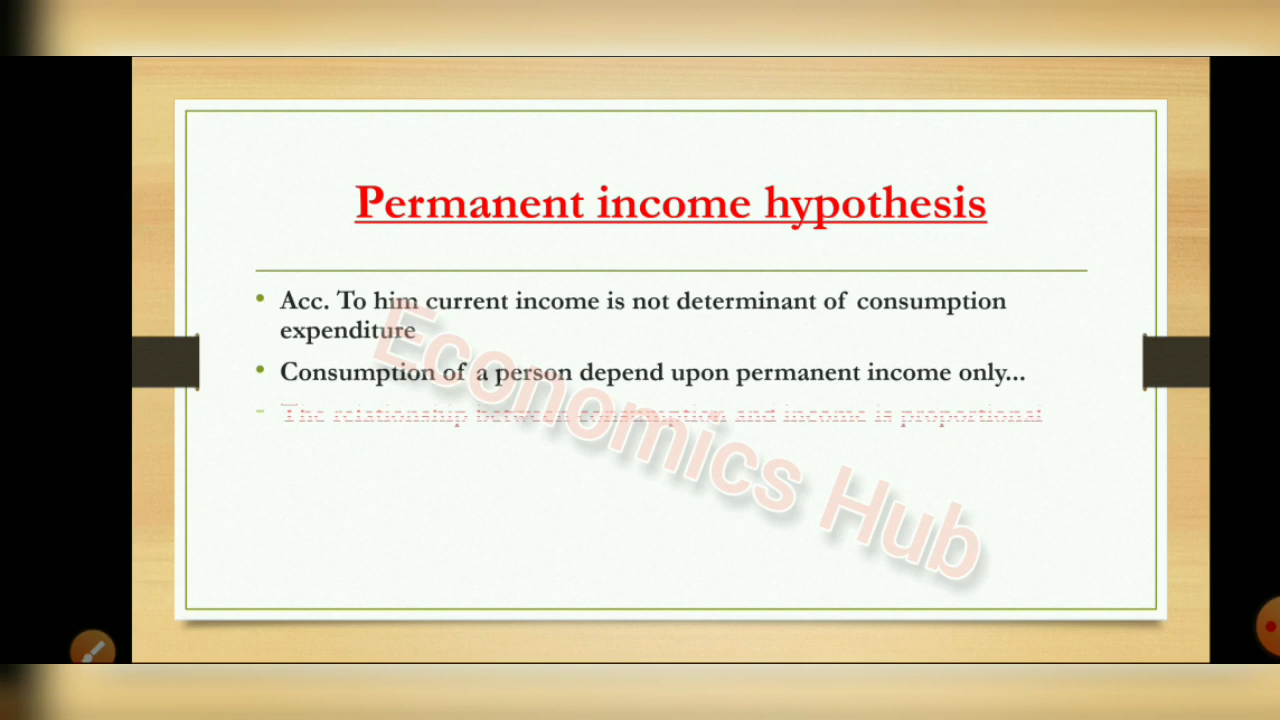 Permanent income hypothesis
Acc. To him current income is not determinant of consumption
expenditure
Consumption of a person depend upon permanent income only...
The relationship between consumption and income is proportional
Economics Hub